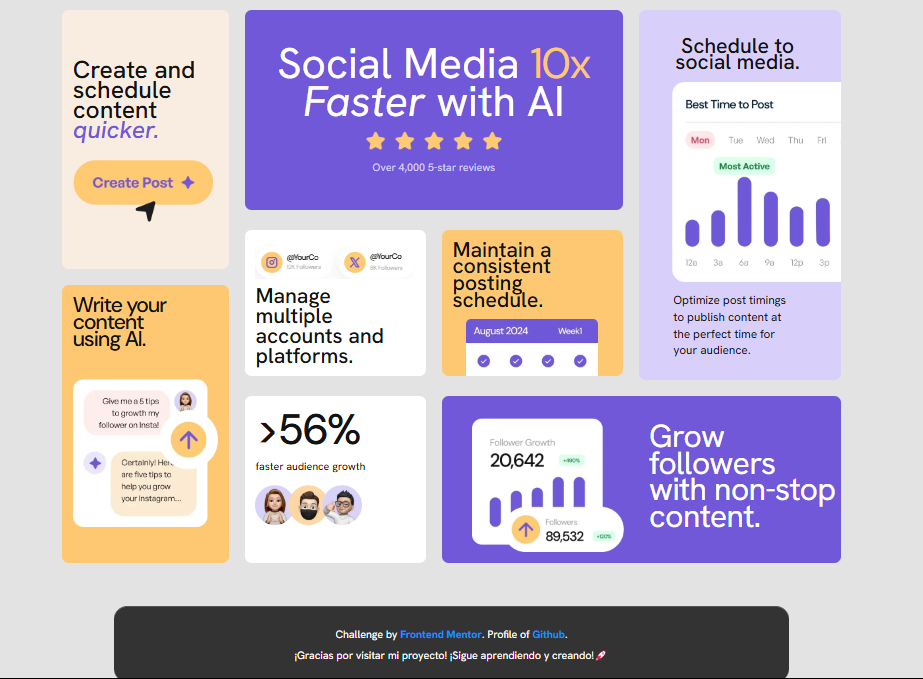 Create and
schedule
content
quicker.
Create Post
Social Media 10x
Faster with AI
Over 4,000 5-star reviews
Schedule to
social media.
Best Time to Post
Mon Tue Wed Thu Fri
Most Active
12a 3a 6a 9a 12p 3p
Optimize post timings
to publish content at
the perfect time for
your audience.
@YourCo
12K Followers
@YourCo
8K Followers
Manage
multiple
accounts and
platforms.
Maintain a
consistent
posting
schedule.
August 2024 Week1
Write your
content
using AI.
Give me a 5 tips
to growth my
follower on Insta!
Certainly! Here
are five tips to
help you grow
your Instagram...
>56%
faster audience growth
Follower Growth
20,642 +490%
Followers
89,532 +120%
Grow
followers
with non-stop
content.
Challenge by Frontend Mentor. Profile of Github.
¡Gracias por visitar mi proyecto! ¡Sigue aprendiendo y creando!🚀